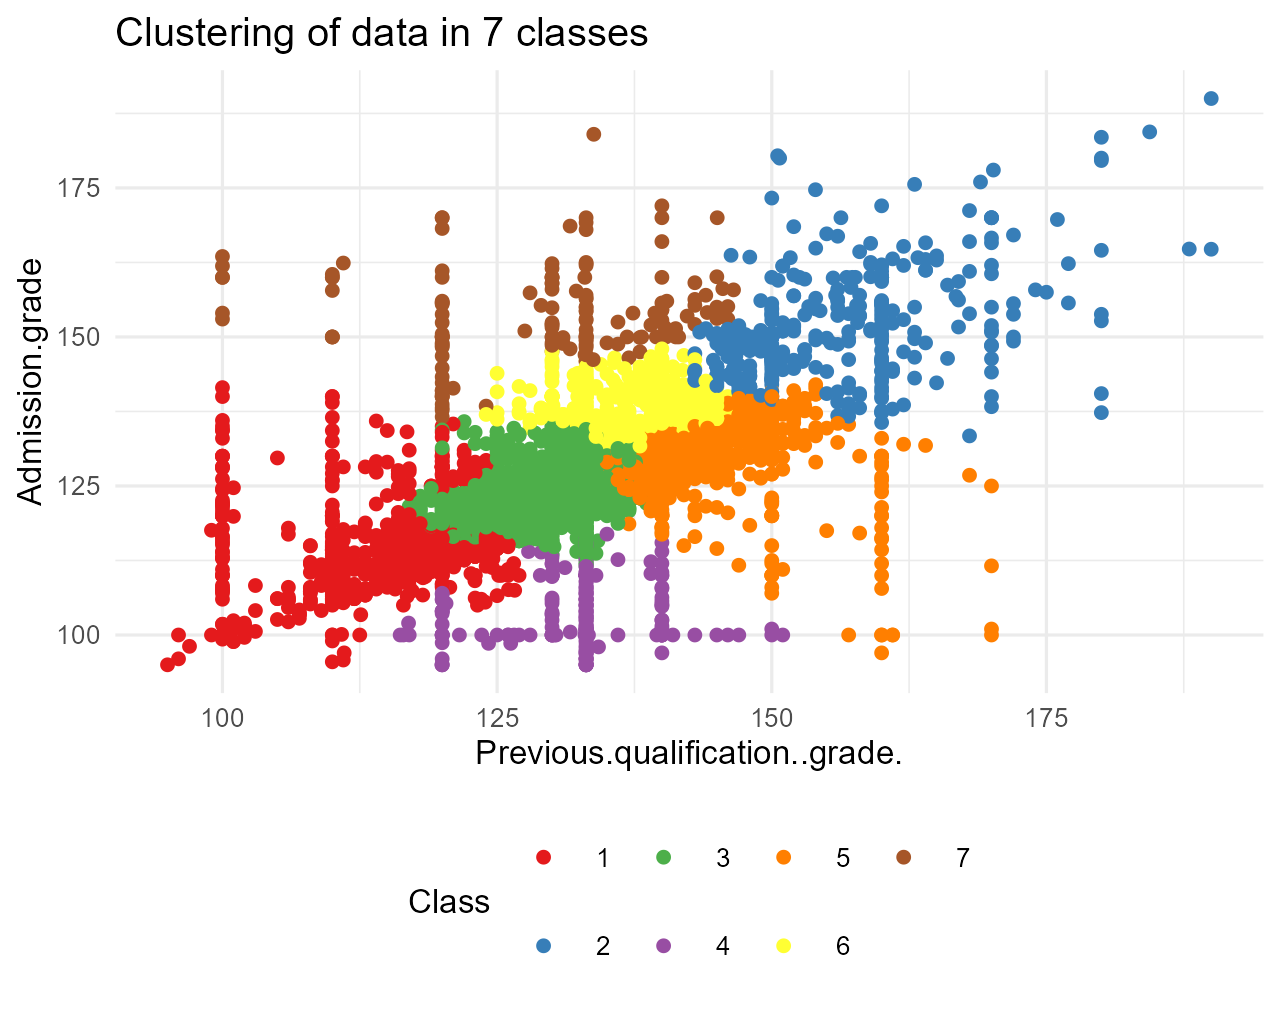 Clustering of data in 7 classes
Admission.grade
175
150
125
100
100 125 150 175
Previous.qualification..grade.
Class
1 3 5 7
2 4 6